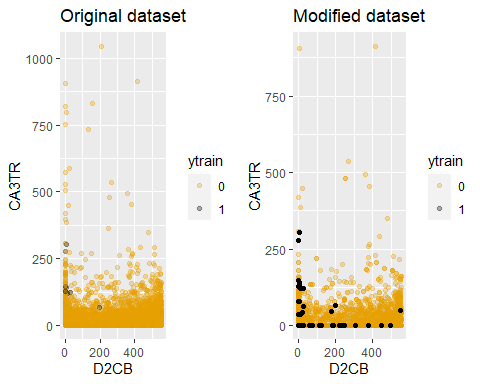 Original dataset
CA3TR
1000
750
500
250
0
0 200 400
D2CB
ytrain
0
1
Modified dataset
CA3TR
750
500
250
0
0 200 400
D2CB
ytrain
0
1